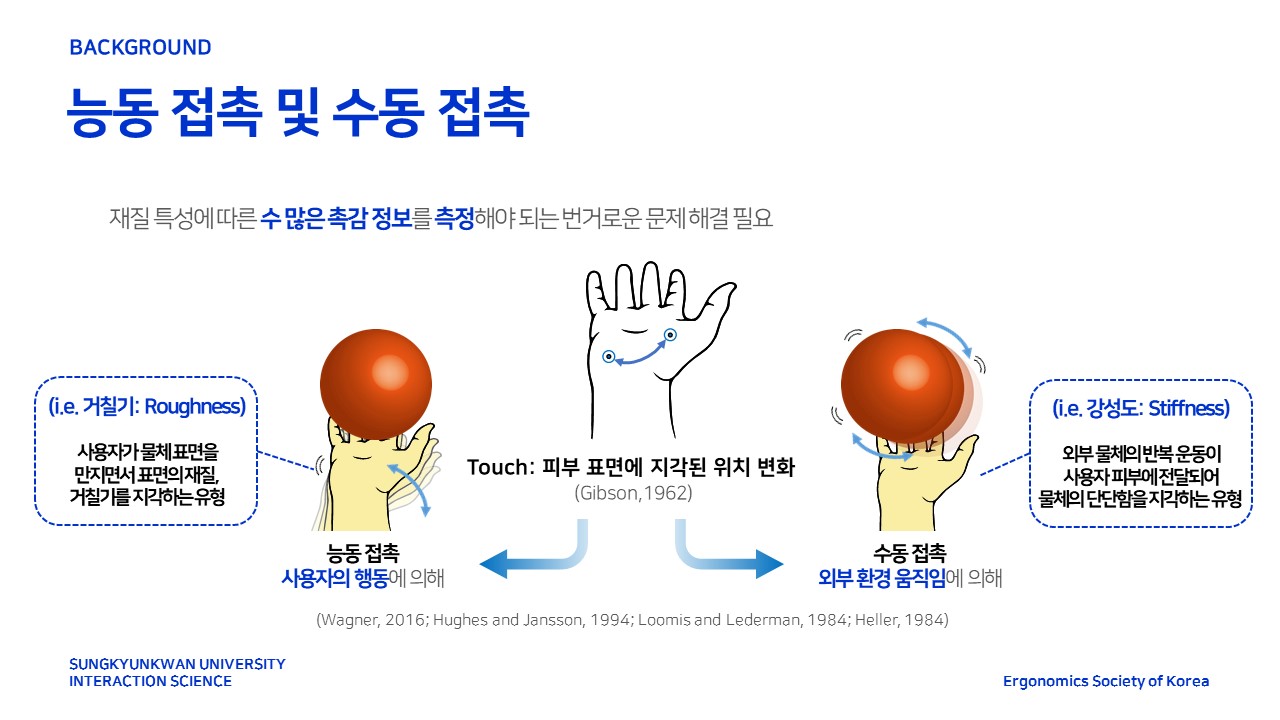 BACKGROUND
능동 접촉 및 수동 접촉
재질 특성에 따른 수 많은 촉감 정보를 측정해야 되는 번거로운 문제 해결 필요
(i.e. 거칠기: Roughness)
사용자가 물체 표면을
만지면서 표면의 재질,
거칠기를 지각하는 유형
Touch: 피부 표면에 지각된 위치 변화
(Gibson,1962)
(i.e. 강성도: Stiffness)
외부 물체의 반복 운동이
사용자 피부에 전달되어
물체의 단단함을 지각하는 유형
능동 접촉
사용자의 행동에 의해
수동 접촉
외부 환경 움직임에 의해
(Wagner, 2016; Hughes and Jansson, 1994; Loomis and Lederman, 1984; Heller, 1984)
SUNGKYUNKWAN UNIVERSITY
INTERACTION SCIENCE
Ergonomics Society of Korea